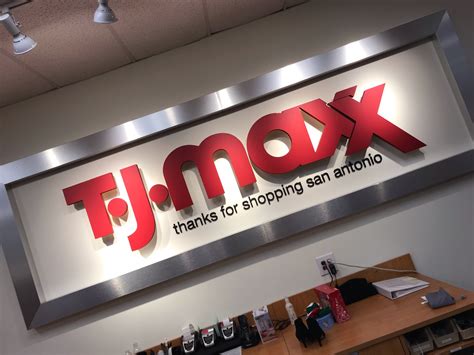 T·J·maxx
thanks for shopping san antonio